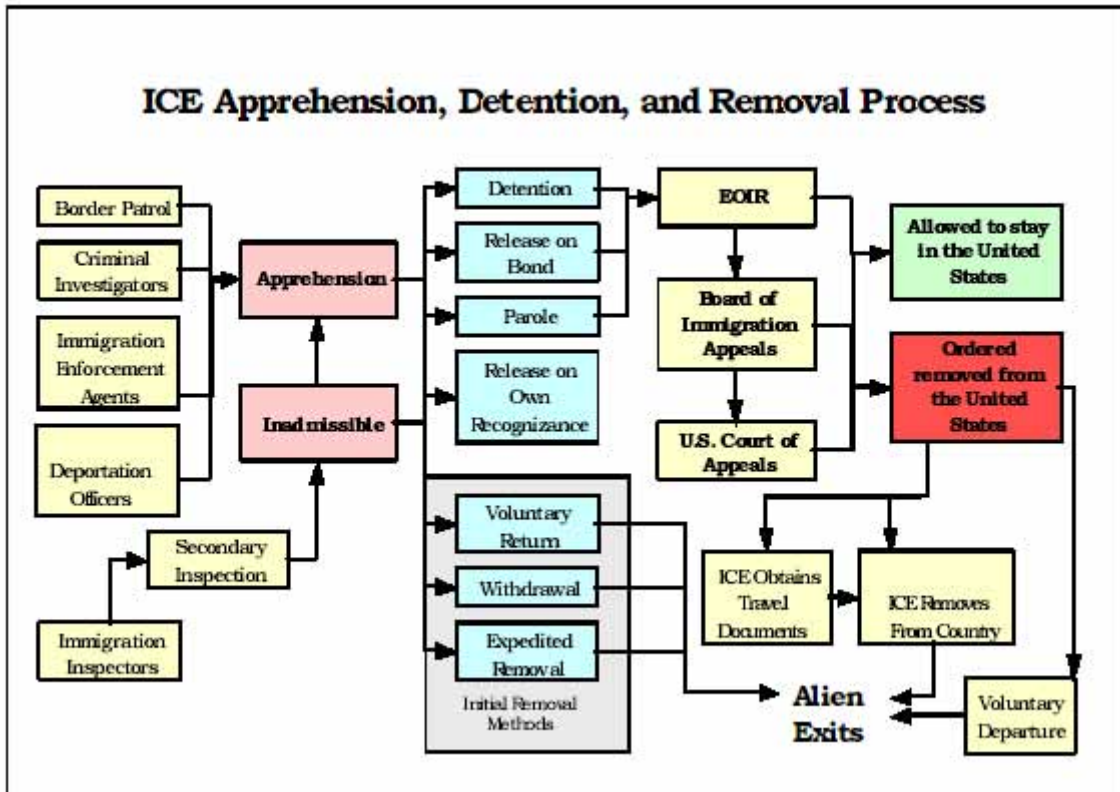 ICE Apprehension, Detention, and Removal Process
Border Patrol
Criminal
Investigators
Immigration
Enforcement
Agents
Deportation
Officers
Secondary
Inspection
Immigration
Inspectors
Apprehension
Inadmissible
Detention
Release on
Bond
Parole
Release on
Own
Recognizance
Voluntary
Return
Withdrawal
Expedited
Removal
Initial Removal
Methods
EOIR
Board of
Immigration
Appeals
U.S. Court of
Appeals
Allowed to stay
in the United
States
Ordered
removed from
the United
States
ICE Obtains
Travel
Documents
ICE Removes
From Country
Alien
Exits
Voluntary
Departure